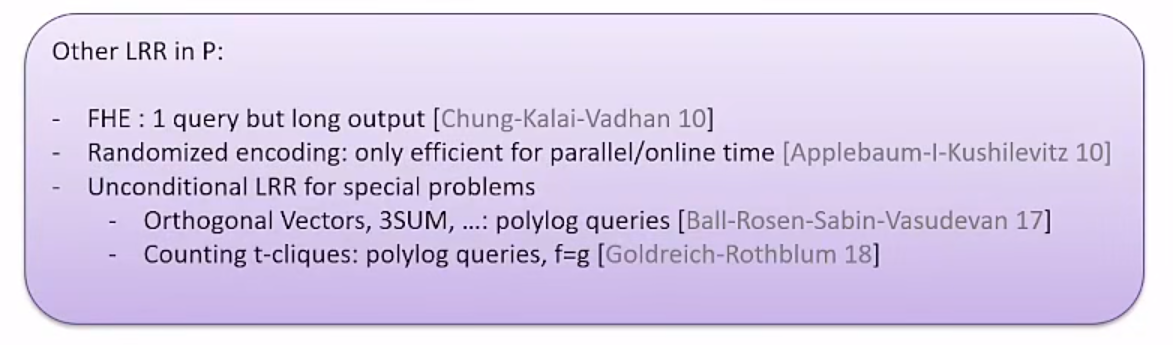 Other LRR in P:
- FHE : 1 query but long output [Chung-Kalai-Vadhan 10]
- Randomized encoding: only efficient for parallel/online time [Applebaum-I-Kushilevitz 10]
- Unconditional LRR for special problems
- Orthogonal Vectors, 3SUM, …: polylog queries [Ball-Rosen-Sabin-Vasudevan 17]
- Counting t-cliques: polylog queries, f=g [Goldreich-Rothblum 18]